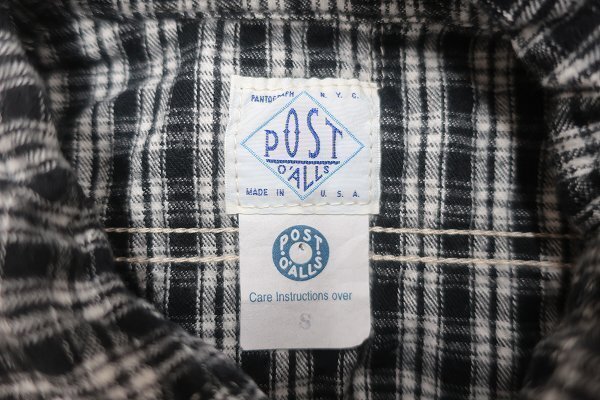 PANTOGRAPH N.Y.C.
POST
O'ALLS
MADE IN U.S.A.
POST
O'ALLS
Care Instructions over
S